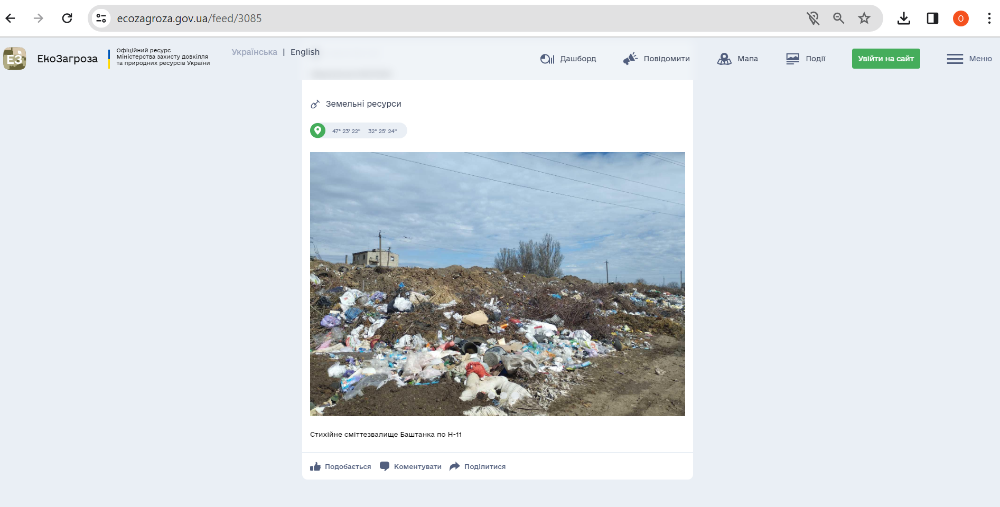 ecozagroza.gov.ua/feed/3085
O
ЕЗ
ЕкоЗагроза
Офіційний ресурс
Міністерства захисту довкілля
та природних ресурсів України
Українська | English
Дашборд
Повідомити
Мапа
Події
Увійти на сайт
Меню
Земельні ресурси
47° 23' 22" 32° 25' 24"
Стихійне сміттєзвалище Баштанка по Н-11
Подобається
Коментувати
Поділитися